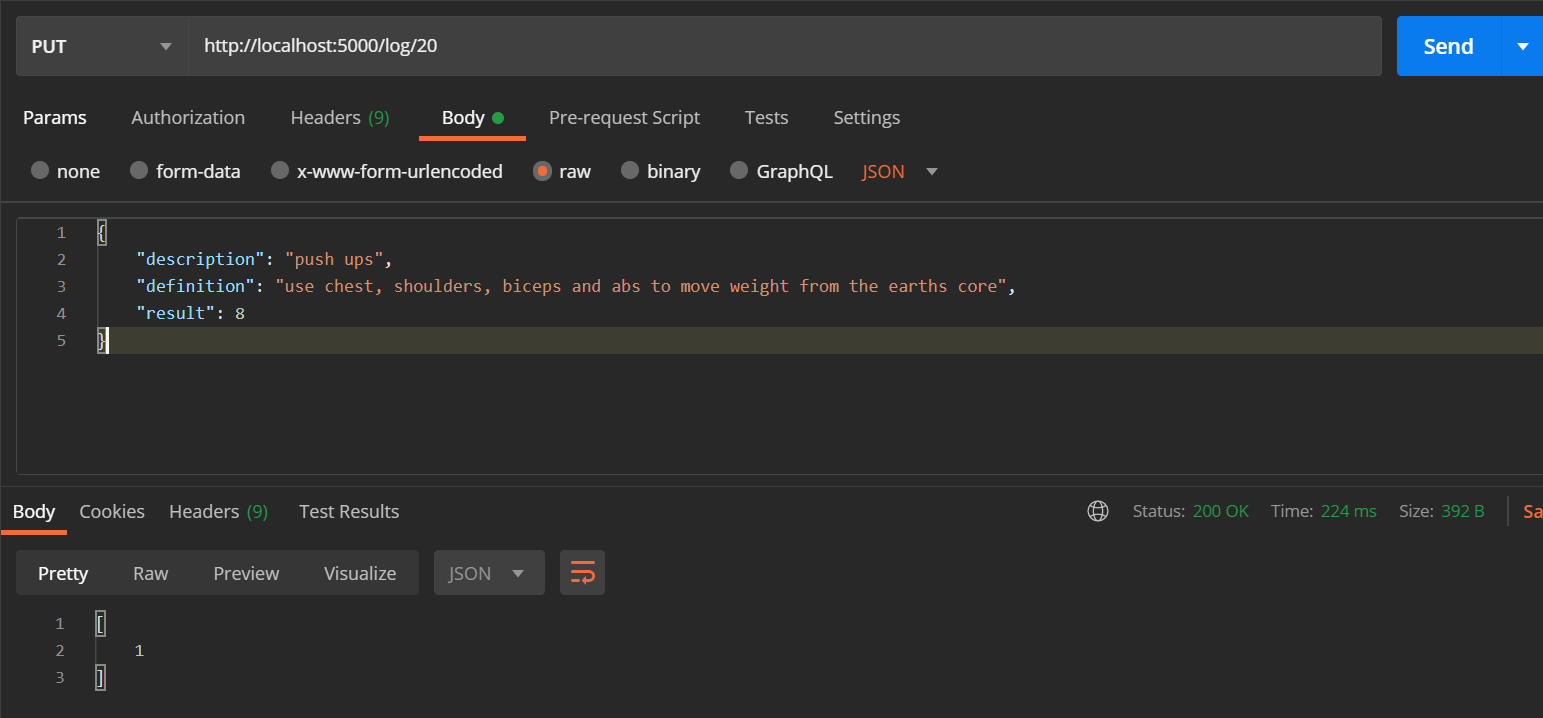 PUT http://localhost:5000/log/20 Send
Params Authorization Headers (9) Body Pre-request Script Tests Settings
none form-data x-www-form-urlencoded raw binary GraphQL JSON
1 {
2 "description": "push ups",
3 "definition": "use chest, shoulders, biceps and abs to move weight from the earths core",
4 "result": 8
5 }
Body Cookies Headers (9) Test Results Status: 200 OK Time: 224 ms Size: 392 B Sa
Pretty Raw Preview Visualize JSON
1 [
2 1
3 ]